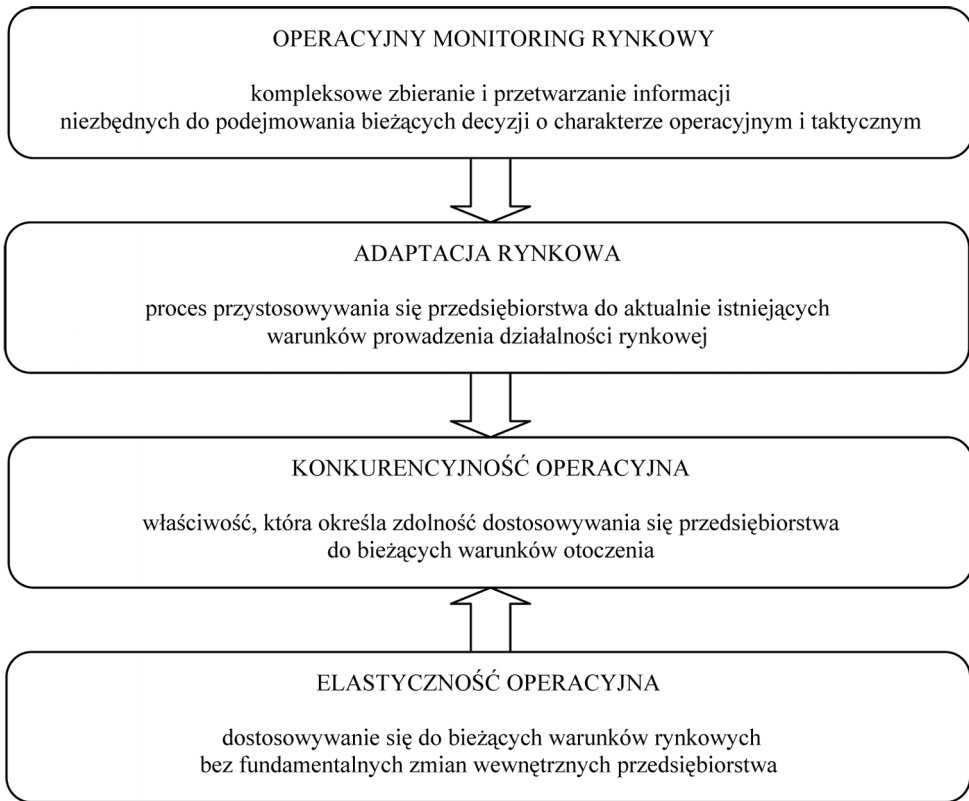 OPERACYJNY MONITORING RYNKOWY
kompleksowe zbieranie i przetwarzanie informacji
niezbędnych do podejmowania bieżących decyzji o charakterze operacyjnym i taktycznym
ADAPTACJA RYNKOWA
proces przystosowywania się przedsiębiorstwa do aktualnie istniejących
warunków prowadzenia działalności rynkowej
KONKURENCYJNOŚĆ OPERACYJNA
właściwość, która określa zdolność dostosowywania się przedsiębiorstwa
do bieżących warunków otoczenia
ELASTYCZNOŚĆ OPERACYJNA
dostosowywanie się do bieżących warunków rynkowych
bez fundamentalnych zmian wewnętrznych przedsiębiorstwa